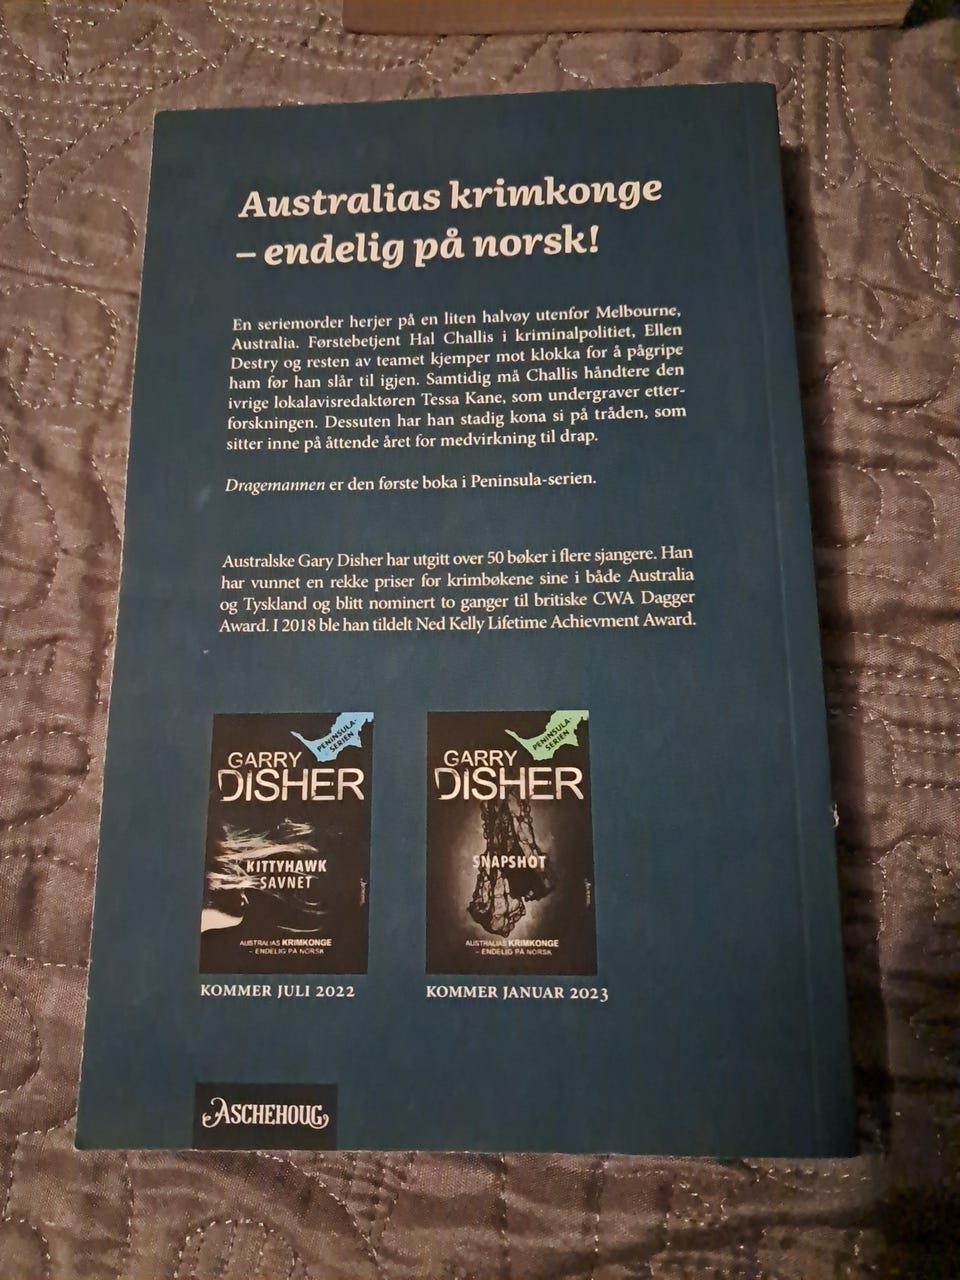 Australias krimkonge
– endelig på norsk!
En seriemorder herjer på en liten halvøy utenfor Melbourne,
Australia. Førstebetjent Hal Challis i kriminalpolitiet, Ellen
Destry og resten av teamet kjemper mot klokka for å pågripe
ham før han slår til igjen. Samtidig må Challis håndtere den
ivrige lokalavisredaktøren Tessa Kane, som undergraver etter-
forskningen. Dessuten har han stadig kona si på tråden, som
sitter inne på åttende året for medvirkning til drap.
Dragemannen er den første boka i Peninsula-serien.
Australske Gary Disher har utgitt over 50 bøker i flere sjangere. Han
har vunnet en rekke priser for krimbøkene sine i både Australia
og Tyskland og blitt nominert to ganger til britiske CWA Dagger
Award. I 2018 ble han tildelt Ned Kelly Lifetime Achievment Award.
PENINSULA-
SERIEN
GARRY
DISHER
KITTYHAWK
SAVNET
AUSTRALIAS KRIMKONGE
– ENDELIG PÅ NORSK
KOMMER JULI 2022
PENINSULA-
SERIEN
GARRY
DISHER
SNAPSHOT
AUSTRALIAS KRIMKONGE
– ENDELIG PÅ NORSK
KOMMER JANUAR 2023
ASCHEHOUG